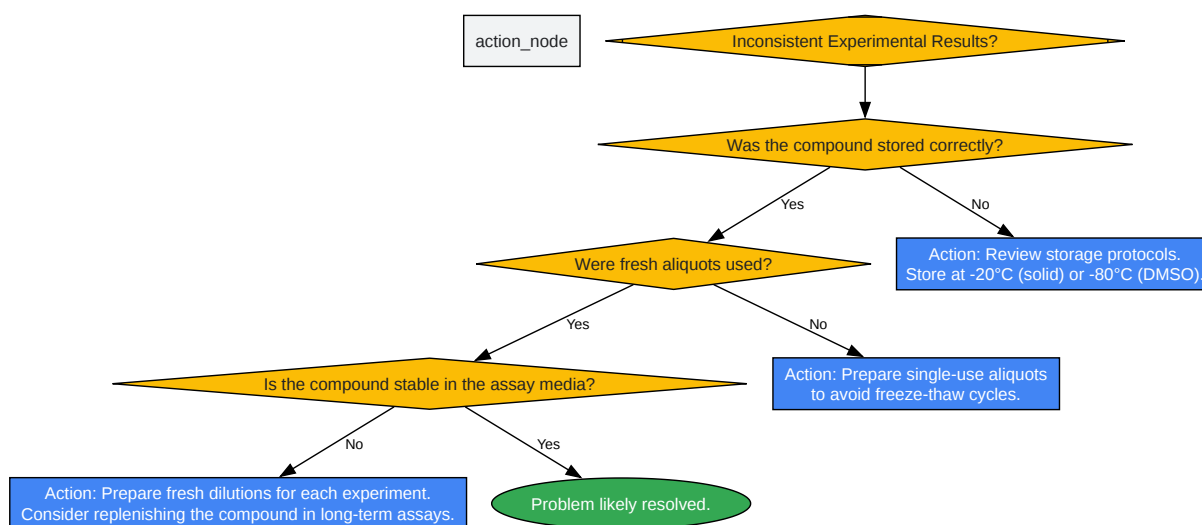 action_node
Inconsistent Experimental Results?
Was the compound stored correctly?
Yes
No
Were fresh aliquots used?
Action: Review storage protocols.
Store at -20°C (solid) or -80°C (DMSO).
Yes
No
Is the compound stable in the assay media?
Action: Prepare single-use aliquots
to avoid freeze-thaw cycles.
No
Yes
Action: Prepare fresh dilutions for each experiment.
Consider replenishing the compound in long-term assays.
Problem likely resolved.